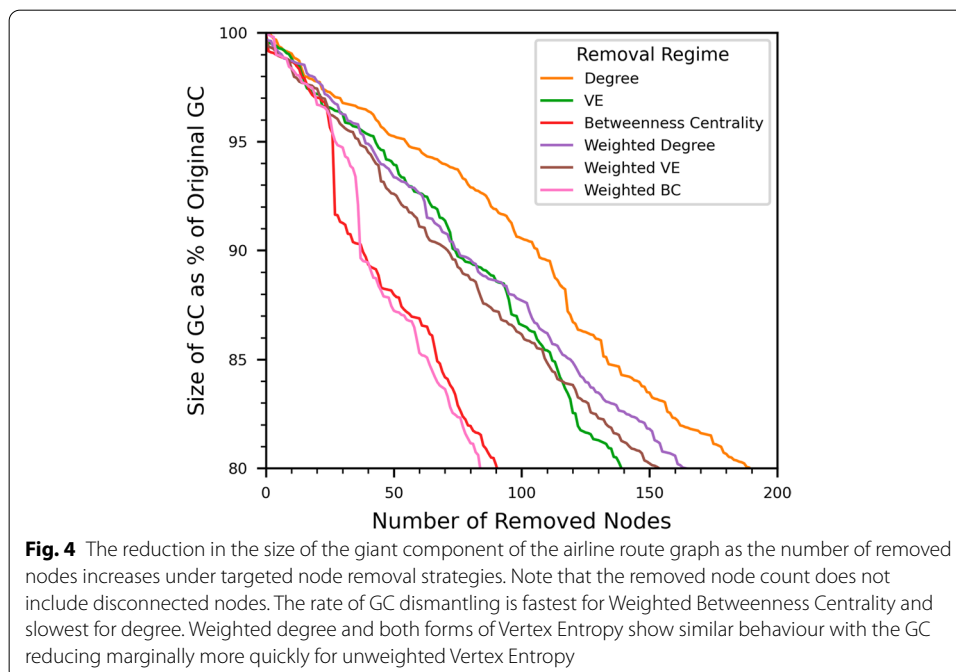 100
95
90
85
80
Size of GC as % of Original GC
Removal Regime
Degree
VE
Betweenness Centrality
Weighted Degree
Weighted VE
Weighted BC
0
50
100
150
200
Number of Removed Nodes
Fig. 4 The reduction in the size of the giant component of the airline route graph as the number of removed
nodes increases under targeted node removal strategies. Note that the removed node count does not
include disconnected nodes. The rate of GC dismantling is fastest for Weighted Betweenness Centrality and
slowest for degree. Weighted degree and both forms of Vertex Entropy show similar behaviour with the GC
reducing marginally more quickly for unweighted Vertex Entropy